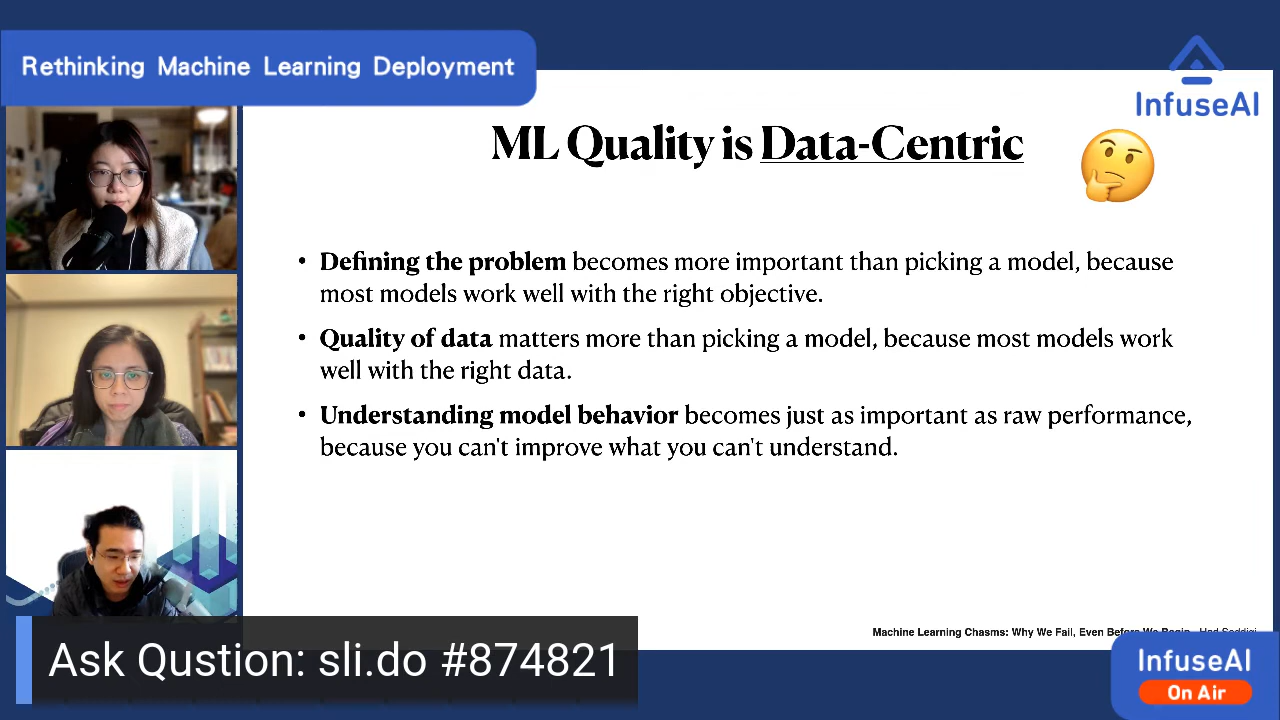 Rethinking Machine Learning Deployment
InfuseAI
ML Quality is Data-Centric
• Defining the problem becomes more important than picking a model, because
most models work well with the right objective.
• Quality of data matters more than picking a model, because most models work
well with the right data.
• Understanding model behavior becomes just as important as raw performance,
because you can't improve what you can't understand.
Machine Learning Chasms: Why We Fail, Even Before We Begin
Ask Qustion: sli.do #874821
InfuseAI
On Air